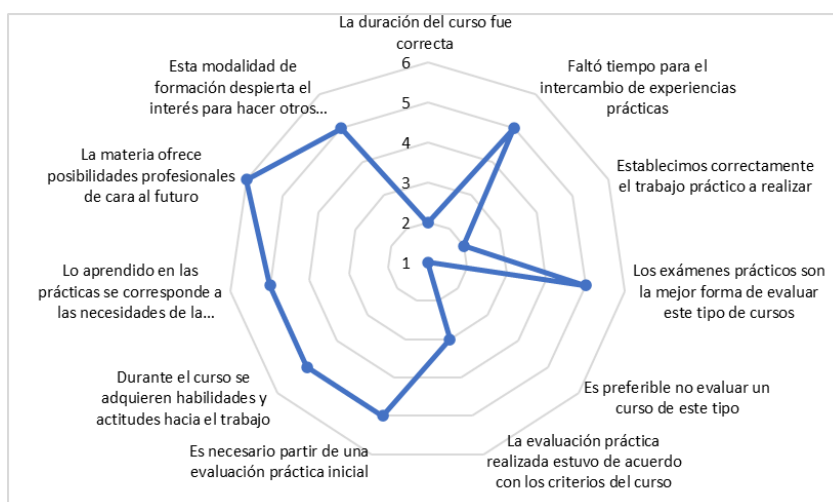 La duración del curso fue
correcta
Faltó tiempo para el
intercambio de experiencias
prácticas
Establecimos correctamente
el trabajo práctico a realizar
Los exámenes prácticos son
la mejor forma de evaluar
este tipo de cursos
Es preferible no evaluar un
curso de este tipo
La evaluación práctica
realizada estuvo de acuerdo
con los criterios del curso
Es necesario partir de una
evaluación práctica inicial
Durante el curso se
adquieren habilidades y
actitudes hacia el trabajo
Lo aprendido en las
prácticas se corresponde a
las necesidades de la...
La materia ofrece
posibilidades profesionales
de cara al futuro
Esta modalidad de
formación despierta el
interés para hacer otros...
6
5
4
3
2
1